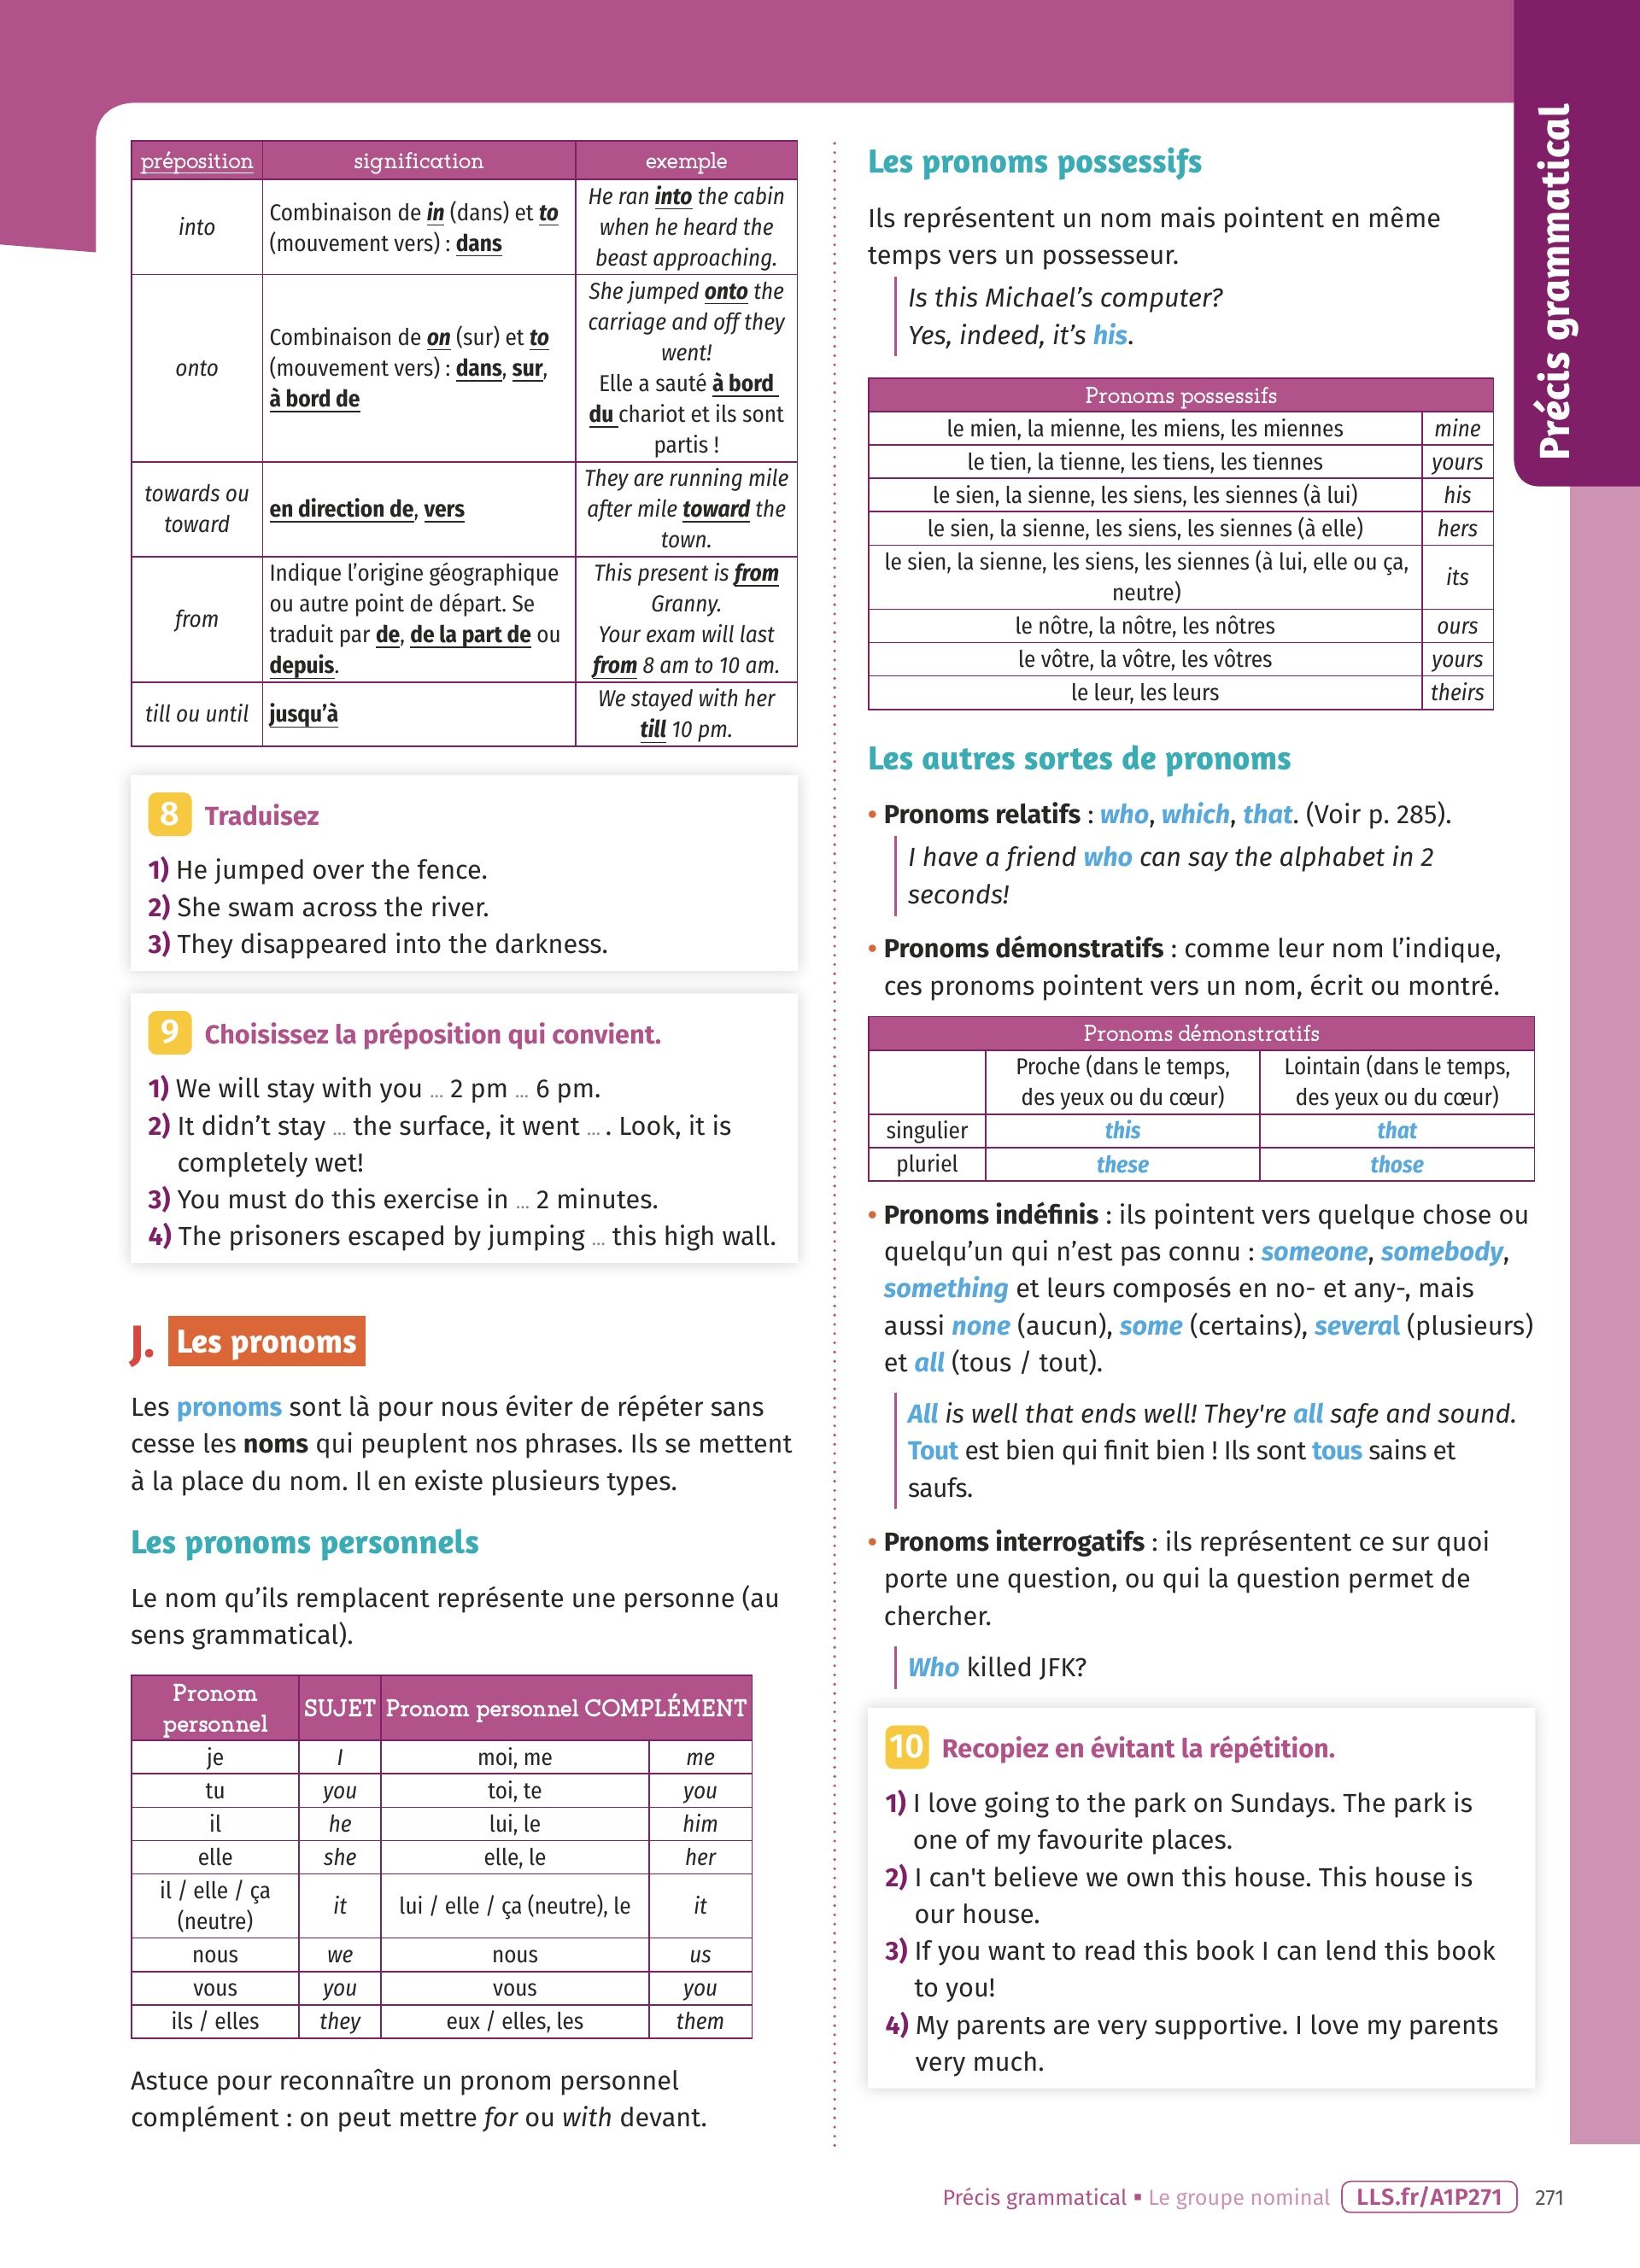 Précis grammatical
préposition signification exemple
into
Combinaison de in (dans) et to
(mouvement vers) : dans
He ran into the cabin
when he heard the
beast approaching.
onto
Combinaison de on (sur) et to
(mouvement vers) : dans, sur,
à bord de
She jumped onto the
carriage and off they
went!
Elle a sauté à bord
du chariot et ils sont
partis !
towards ou
toward
en direction de, vers
They are running mile
after mile toward the
town.
from
Indique l’origine géographique
ou autre point de départ. Se
traduit par de, de la part de ou
depuis.
This present is from
Granny.
Your exam will last
from 8 am to 10 am.
till ou until
jusqu’à
We stayed with her
till 10 pm.
8 Traduisez
1) He jumped over the fence.
2) She swam across the river.
3) They disappeared into the darkness.
9 Choisissez la préposition qui convient.
1) We will stay with you ... 2 pm ... 6 pm.
2) It didn’t stay ... the surface, it went ... . Look, it is
completely wet!
3) You must do this exercise in ... 2 minutes.
4) The prisoners escaped by jumping ... this high wall.
J. Les pronoms
Les pronoms sont là pour nous éviter de répéter sans
cesse les noms qui peuplent nos phrases. Ils se mettent
à la place du nom. Il en existe plusieurs types.
Les pronoms personnels
Le nom qu’ils remplacent représente une personne (au
sens grammatical).
Pronom
personnel
SUJET Pronom personnel COMPLÉMENT
je I moi, me me
tu you toi, te you
il he lui, le him
elle she elle, le her
il / elle / ça
(neutre)
it lui / elle / ça (neutre), le it
nous we nous us
vous you vous you
ils / elles they eux / elles, les them
Astuce pour reconnaître un pronom personnel
complément : on peut mettre for ou with devant.
Les pronoms possessifs
Ils représentent un nom mais pointent en même
temps vers un possesseur.
Is this Michael’s computer?
Yes, indeed, it’s his.
Pronoms possessifs
le mien, la mienne, les miens, les miennes mine
le tien, la tienne, les tiens, les tiennes yours
le sien, la sienne, les siens, les siennes (à lui) his
le sien, la sienne, les siens, les siennes (à elle) hers
le sien, la sienne, les siens, les siennes (à lui, elle ou ça,
neutre)
its
le nôtre, la nôtre, les nôtres ours
le vôtre, la vôtre, les vôtres yours
le leur, les leurs theirs
Les autres sortes de pronoms
• Pronoms relatifs : who, which, that. (Voir p. 285).
I have a friend who can say the alphabet in 2
seconds!
• Pronoms démonstratifs : comme leur nom l’indique,
ces pronoms pointent vers un nom, écrit ou montré.
Pronoms démonstratifs
Proche (dans le temps,
des yeux ou du cœur)
Lointain (dans le temps,
des yeux ou du cœur)
singulier this that
pluriel these those
• Pronoms indéfinis : ils pointent vers quelque chose ou
quelqu’un qui n’est pas connu : someone, somebody,
something et leurs composés en no- et any-, mais
aussi none (aucun), some (certains), several (plusieurs)
et all (tous / tout).
All is well that ends well! They're all safe and sound.
Tout est bien qui finit bien ! Ils sont tous sains et
saufs.
• Pronoms interrogatifs : ils représentent ce sur quoi
porte une question, ou qui la question permet de
chercher.
Who killed JFK?
10 Recopiez en évitant la répétition.
1) I love going to the park on Sundays. The park is
one of my favourite places.
2) I can't believe we own this house. This house is
our house.
3) If you want to read this book I can lend this book
to you!
4) My parents are very supportive. I love my parents
very much.
Précis grammatical ▪ Le groupe nominal LLS.fr/A1P271 271